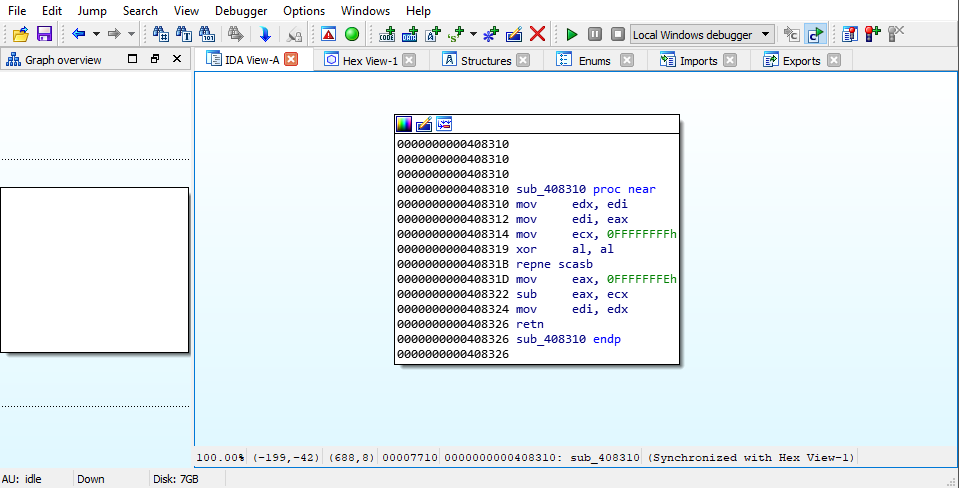 File Edit Jump Search View Debugger Options Windows Help
Local Windows debugger
Graph overview
IDA View-A Hex View-1 Structures Enums Imports Exports
0000000000408310
0000000000408310
0000000000408310
0000000000408310 sub_408310 proc near
0000000000408310 mov edx, edi
0000000000408312 mov edi, eax
0000000000408314 mov ecx, 0FFFFFFFFh
0000000000408319 xor al, al
000000000040831B repne scasb
000000000040831D mov eax, 0FFFFFFFEh
0000000000408322 sub eax, ecx
0000000000408324 mov edi, edx
0000000000408326 retn
0000000000408326 sub_408310 endp
0000000000408326
100.00% (-199,-42) (688,8) 00007710 0000000000408310: sub_408310 (Synchronized with Hex View-1)
AU: idle Down Disk: 7GB